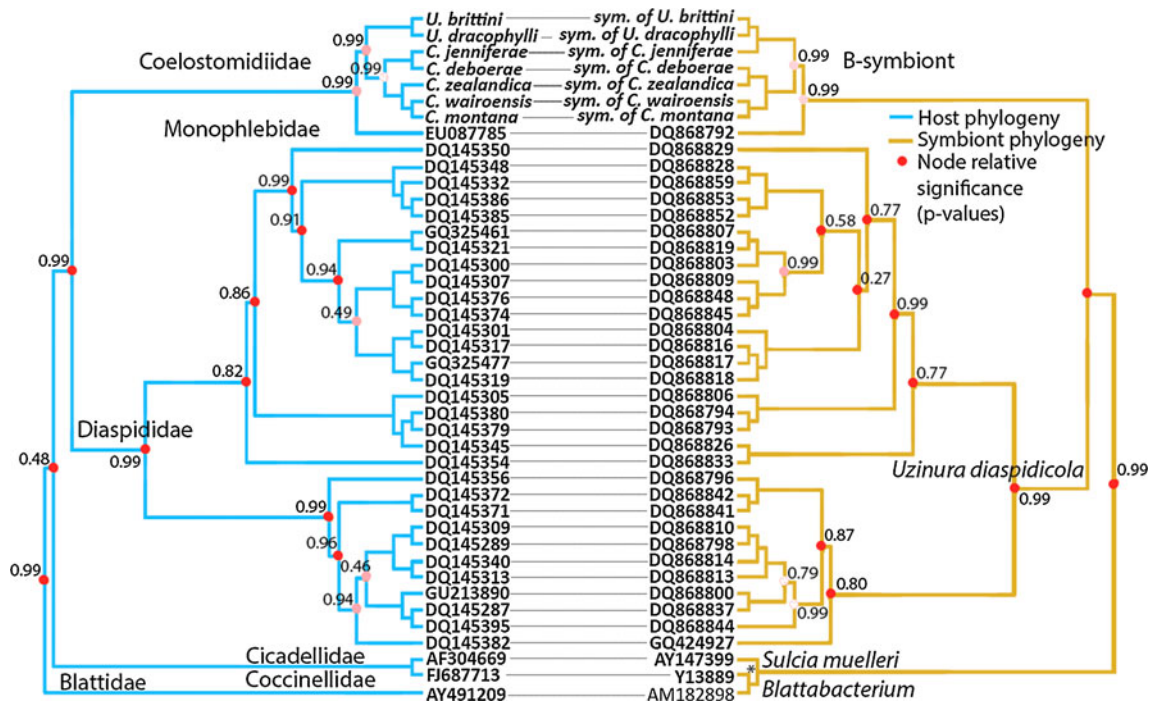 U. brittini sym. of U. brittini
0.99 U. dracophylli sym. of U. dracophylli
Coelostomidiidae C. jenniferae sym. of C. jenniferae 0.99 B-symbiont
0.99 C. deboerae sym. of C. deboerae
0.99 C. zealandica sym. of C. zealandica 0.99
C. wairoensis sym. of C. wairoensis
C. montana sym. of C. montana Host phylogeny
Monophlebidae EU087785 DQ868792
DQ145350 DQ868829 Symbiont phylogeny
DQ145348 DQ868828 Node relative
0.99 DQ145332 DQ868859 significance
DQ145386 DQ868853 (p-values)
0.91 DQ145385 DQ868852 0.58 0.77
GQ325461 DQ868807
DQ145321 DQ868819
0.99 0.94 DQ145300 DQ868803 0.99
DQ145307 DQ868809 0.27
0.86 DQ145376 DQ868848
0.49 DQ145374 DQ868845 0.99
DQ145301 DQ868804
DQ145317 DQ868816
0.82 GQ325477 DQ868817
DQ145319 DQ868818 0.77
DQ145305 DQ868806
DQ145380 DQ868794
Diaspididae DQ145379 DQ868793
DQ145345 DQ868826
0.48 0.99 DQ145354 DQ868833 Uzinura diaspidicola 0.99
DQ145356 DQ868796
0.99 DQ145372 DQ868842 0.99
DQ145371 DQ868841
DQ145309 DQ868810 0.87
0.96 DQ145289 DQ868798
0.46 DQ145340 DQ868814
0.99 DQ145313 DQ868813 0.79 0.80
0.94 GU213890 DQ868800
DQ145287 DQ868837 0.99
DQ145395 DQ868844
DQ145382 GQ424927
Cicadellidae AF304669 AY147399 Sulcia muelleri
Coccinellidae FJ687713 Y13889 *
Blattidae AY491209 AM182898 Blattabacterium